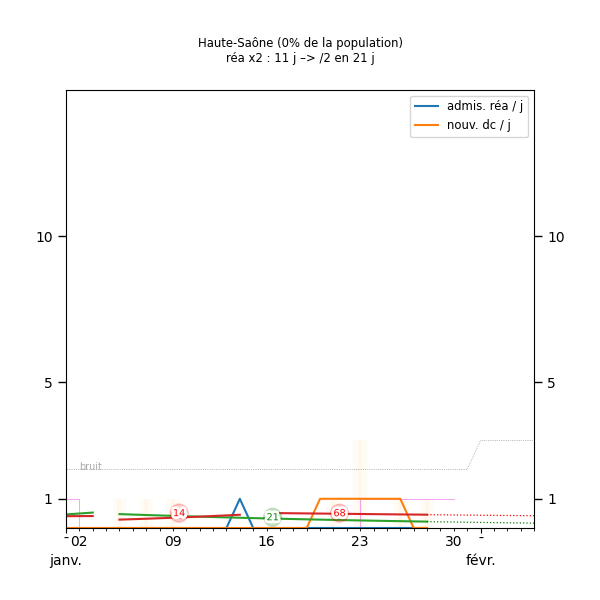 Haute-Saône (0% de la population)
réa x2 : 11 j –> /2 en 21 j
admis. réa / j
nouv. dc / j
10 10
5 5
bruit
1 14 21 68 1
02 09 16 23 30 -
janv. févr.